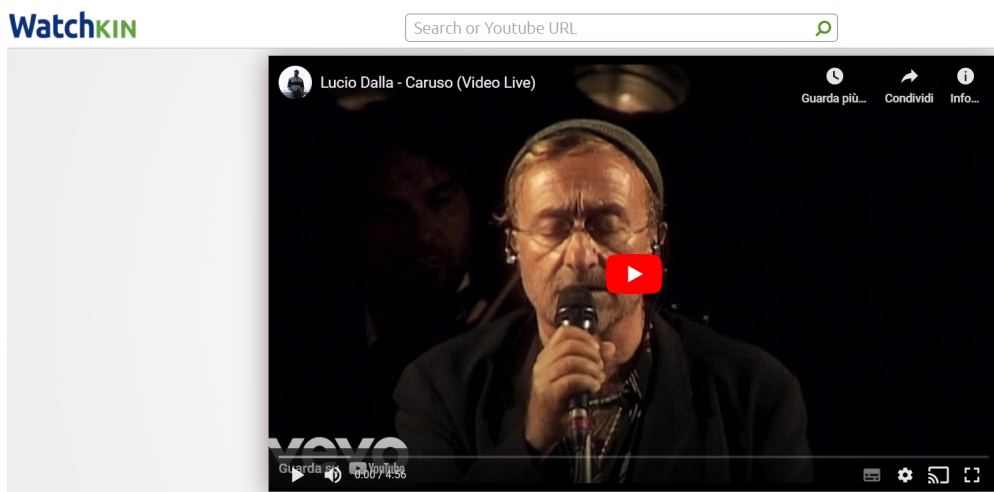 WatchKIN
Search or Youtube URL
Lucio Dalla - Caruso (Video Live)
Guarda più...
Condividi
Info...
vevo
Guarda su YouTube
0:00 / 4:56